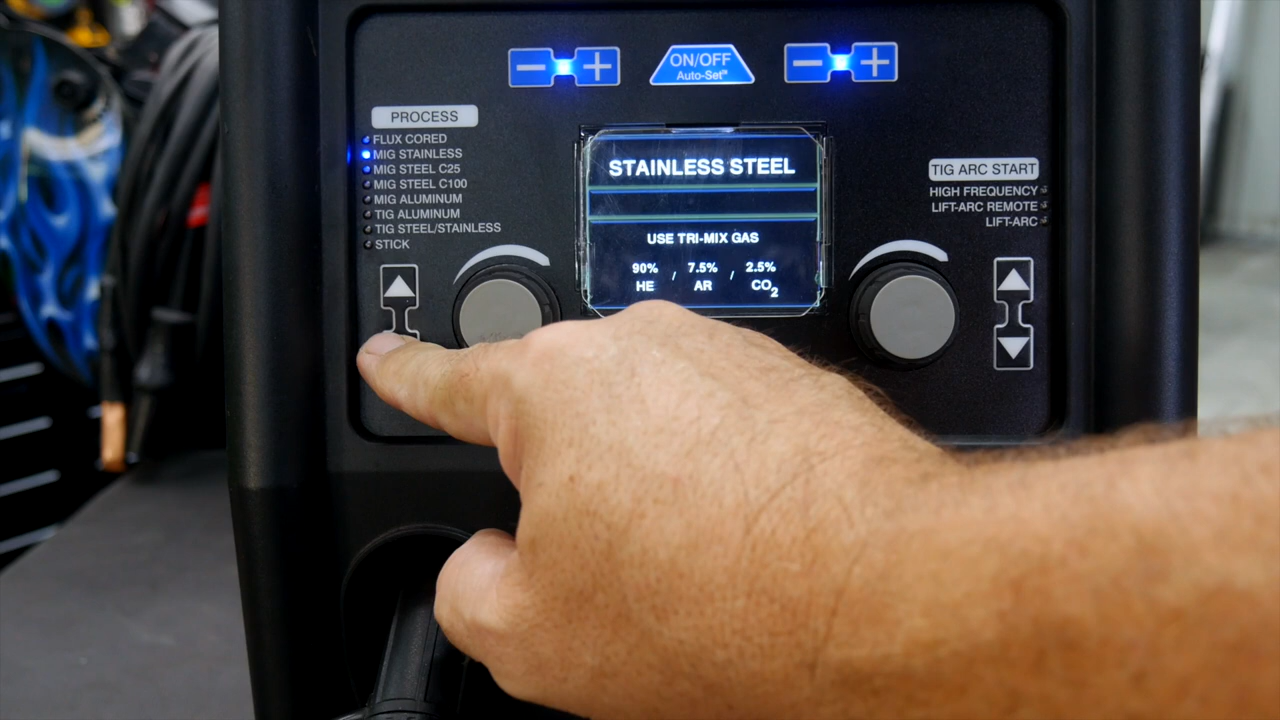 ON/OFF
Auto-Set™
PROCESS
FLUX CORED
MIG STAINLESS
MIG STEEL C25
MIG STEEL C100
MIG ALUMINUM
TIG ALUMINUM
TIG STEEL/STAINLESS
STICK
STAINLESS STEEL
USE TRI-MIX GAS
90% / 7.5% / 2.5%
HE AR CO2
TIG ARC START
HIGH FREQUENCY
LIFT-ARC REMOTE
LIFT-ARC